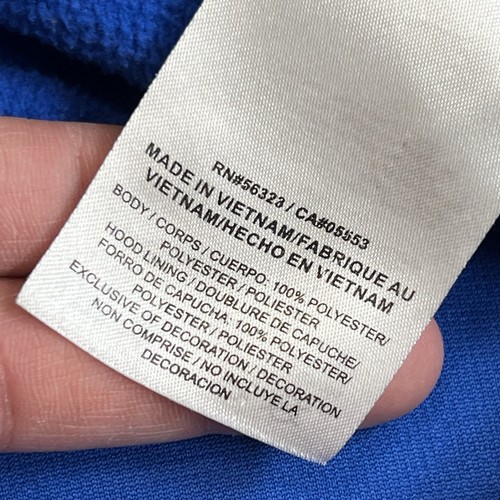 RN#56323 / CA#05553
MADE IN VIETNAM/FABRIQUE AU
VIETNAM/HECHO EN VIETNAM
BODY / CORPS / CUERPO: 100% POLYESTER/
POLYESTER / POLIESTER
HOOD LINING / DOUBLURE DE CAPUCHE/
FORRO DE CAPUCHA: 100% POLYESTER/
POLYESTER / POLIESTER
EXCLUSIVE OF DECORATION / DECORATION
NON COMPRISE / NO INCLUYE LA
DECORACION